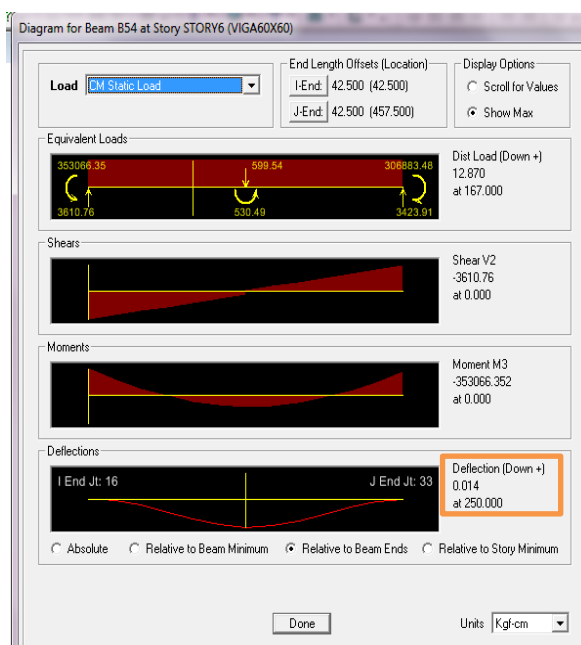 Diagram for Beam B54 at Story STORY6 (VIGA60X60)
Load CM Static Load
End Length Offsets (Location)
I-End: 42.500 (42.500)
J-End: 42.500 (457.500)
Display Options
Scroll for Values
Show Max
Equivalent Loads
353066.35 599.54 306883.48
3610.76 530.49 3423.91
Dist Load (Down +)
12.870
at 167.000
Shears
Shear V2
-3610.76
at 0.000
Moments
Moment M3
-353066.352
at 0.000
Deflections
I End Jt: 16 J End Jt: 33
Deflection (Down +)
0.014
at 250.000
Absolute Relative to Beam Minimum Relative to Beam Ends Relative to Story Minimum
Done Units Kgf-cm